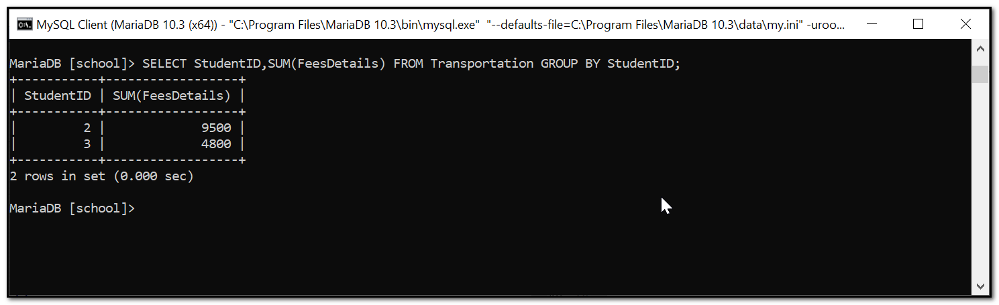 MySQL Client (MariaDB 10.3 (x64)) - "C:\Program Files\MariaDB 10.3\bin\mysql.exe"  "--defaults-file=C:\Program Files\MariaDB 10.3\data\my.ini" -uroo...
MariaDB [school]> SELECT StudentID,SUM(FeesDetails) FROM Transportation GROUP BY StudentID;
+-----------+------------------+
| StudentID | SUM(FeesDetails) |
+-----------+------------------+
|         2 |             9500 |
|         3 |             4800 |
+-----------+------------------+
2 rows in set (0.000 sec)
MariaDB [school]>